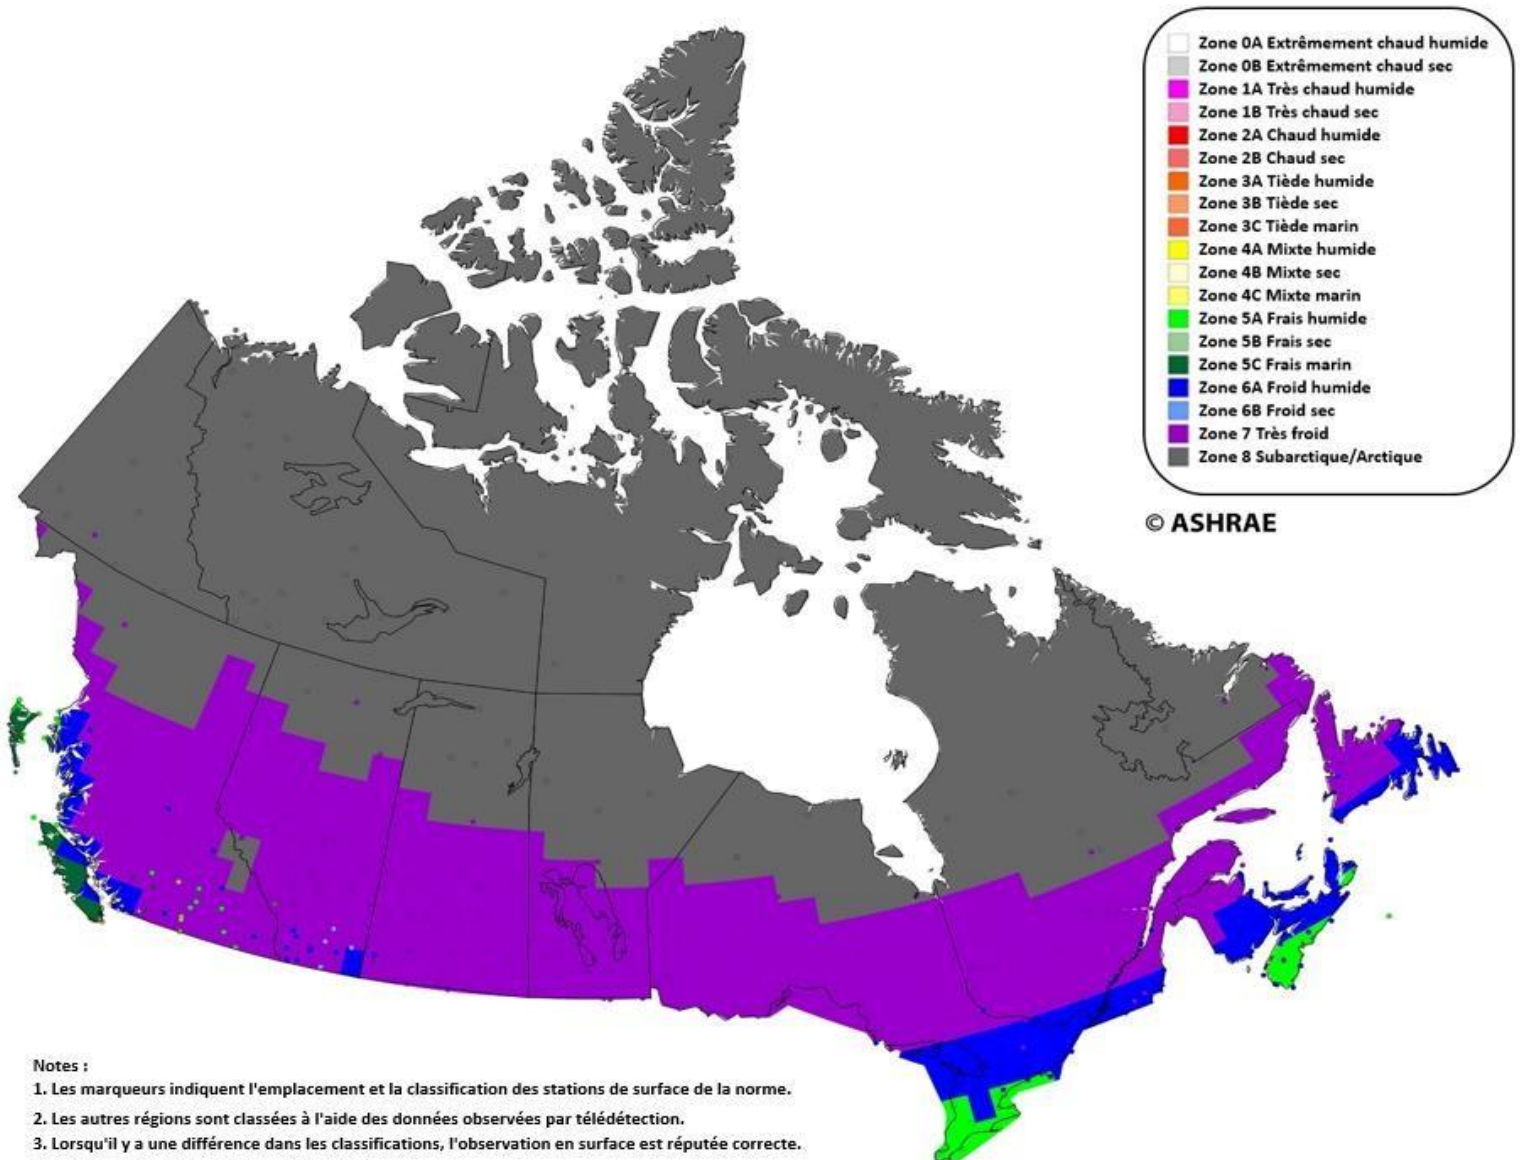 Zone 0A Extrêmement chaud humide
Zone 0B Extrêmement chaud sec
Zone 1A Très chaud humide
Zone 1B Très chaud sec
Zone 2A Chaud humide
Zone 2B Chaud sec
Zone 3A Tiède humide
Zone 3B Tiède sec
Zone 3C Tiède marin
Zone 4A Mixte humide
Zone 4B Mixte sec
Zone 4C Mixte marin
Zone 5A Frais humide
Zone 5B Frais sec
Zone 5C Frais marin
Zone 6A Froid humide
Zone 6B Froid sec
Zone 7 Très froid
Zone 8 Subarctique/Arctique
© ASHRAE
Notes :
1. Les marqueurs indiquent l'emplacement et la classification des stations de surface de la norme.
2. Les autres régions sont classées à l'aide des données observées par télédétection.
3. Lorsqu'il y a une différence dans les classifications, l'observation en surface est réputée correcte.